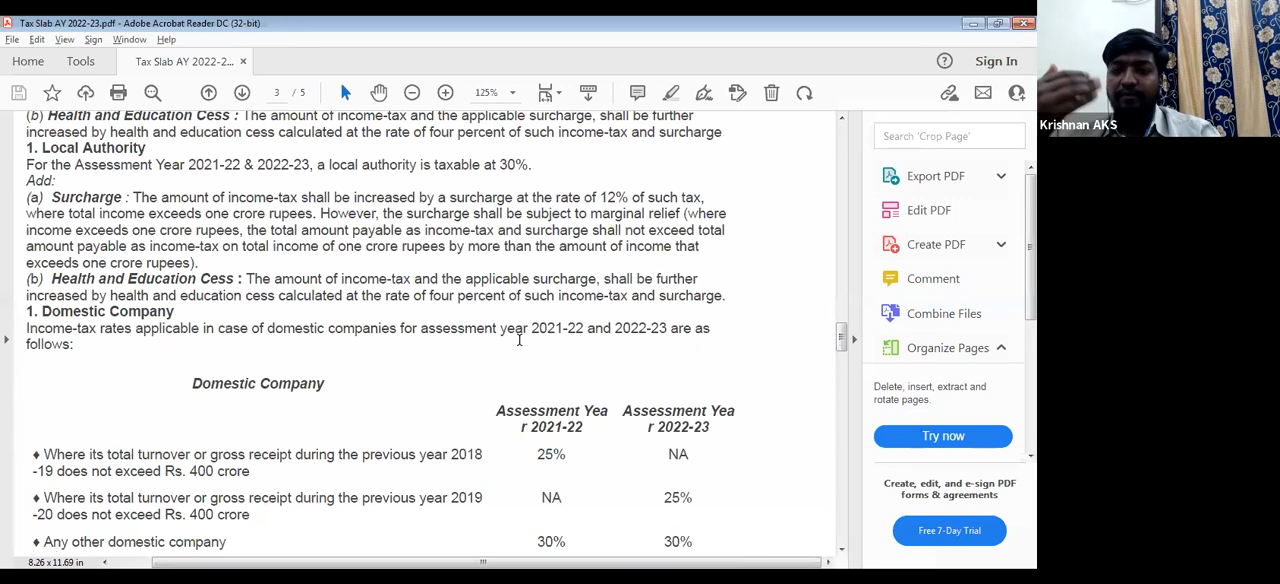 Tax Slab AY 2022-23.pdf - Adobe Acrobat Reader DC (32-bit)
File Edit View Sign Window Help
Home Tools Tax Slab AY 2022-2... × Sign In
3 / 5 125%
(b) Health and Education Cess : The amount of income-tax and the applicable surcharge, shall be further
increased by health and education cess calculated at the rate of four percent of such income-tax and surcharge
1. Local Authority
For the Assessment Year 2021-22 & 2022-23, a local authority is taxable at 30%.
Add:
(a) Surcharge : The amount of income-tax shall be increased by a surcharge at the rate of 12% of such tax,
where total income exceeds one crore rupees. However, the surcharge shall be subject to marginal relief (where
income exceeds one crore rupees, the total amount payable as income-tax and surcharge shall not exceed total
amount payable as income-tax on total income of one crore rupees by more than the amount of income that
exceeds one crore rupees).
(b) Health and Education Cess : The amount of income-tax and the applicable surcharge, shall be further
increased by health and education cess calculated at the rate of four percent of such income-tax and surcharge.
1. Domestic Company
Income-tax rates applicable in case of domestic companies for assessment year 2021-22 and 2022-23 are as
follows:
Domestic Company
Assessment Yea Assessment Yea
r 2021-22 r 2022-23
♦ Where its total turnover or gross receipt during the previous year 2018 25% NA
-19 does not exceed Rs. 400 crore
♦ Where its total turnover or gross receipt during the previous year 2019 NA 25%
-20 does not exceed Rs. 400 crore
♦ Any other domestic company 30% 30%
8.26 x 11.69 in
Search 'Crop Page'
Export PDF
Edit PDF
Create PDF
Comment
Combine Files
Organize Pages
Delete, insert, extract and
rotate pages.
Try now
Create, edit, and e-sign PDF
forms & agreements
Free 7-Day Trial
Krishnan AKS